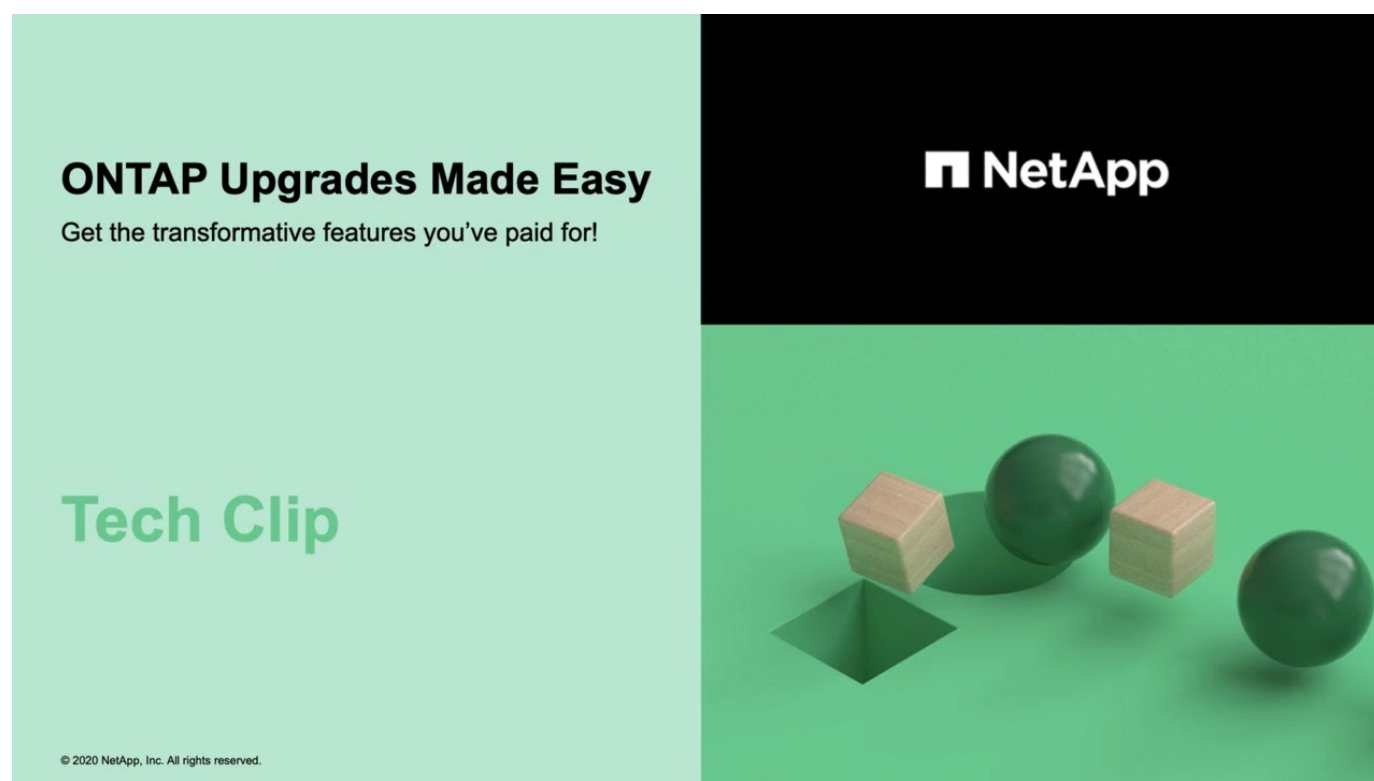 ONTAP Upgrades Made Easy
Get the transformative features you’ve paid for!
NetApp
Tech Clip
© 2020 NetApp, Inc. All rights reserved.